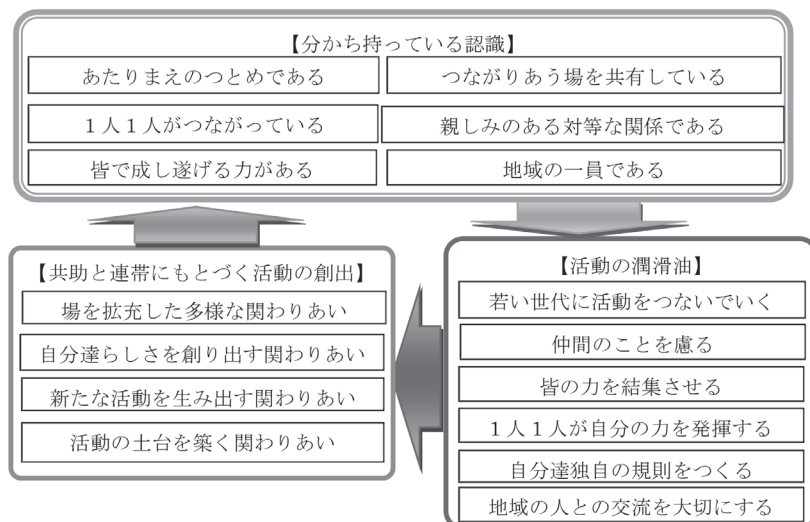 【分かち持っている認識】
あたりまえのつとめである
つながりあう場を共有している
１人１人がつながっている
親しみのある対等な関係である
皆で成し遂げる力がある
地域の一員である
【共助と連帯にもとづく活動の創出】
場を拡充した多様な関わりあい
自分達らしさを創り出す関わりあい
新たな活動を生み出す関わりあい
活動の土台を築く関わりあい
【活動の潤滑油】
若い世代に活動をつないでいく
仲間のことを慮る
皆の力を結集させる
１人１人が自分の力を発揮する
自分達独自の規則をつくる
地域の人との交流を大切にする